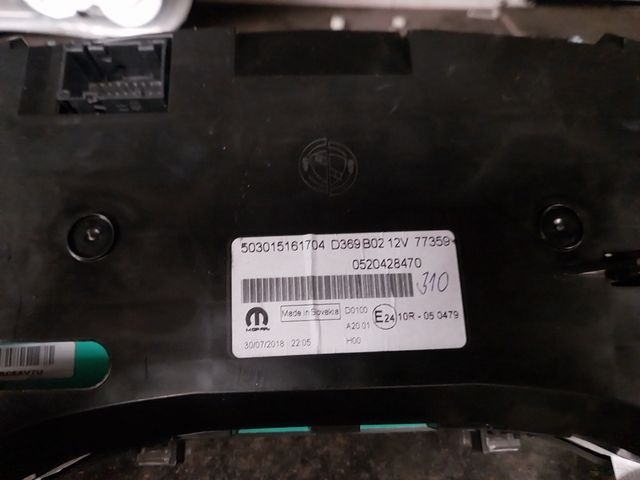 503015161704 D369 B02 12V 77359
0520428470
310
Made in Slovakia
D0100
A20.01
H00
E24
10R - 05 0479
MOPAR
30/07/2018 - 22:05